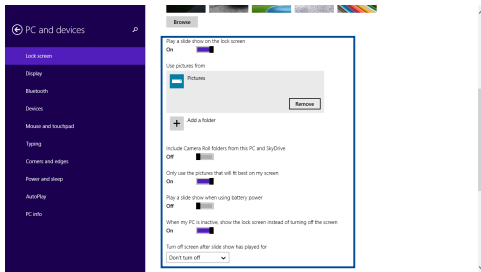 PC and devices
Lock screen
Display
Bluetooth
Devices
Mouse and touchpad
Typing
Corners and edges
Power and sleep
AutoPlay
PC info
Browse
Play a slide show on the lock screen
On
Use pictures from
Pictures
Remove
Add a folder
Include Camera Roll folders from this PC and SkyDrive
Off
Only use the pictures that will fit best on my screen
On
Play a slide show when using battery power
Off
When my PC is inactive, show the lock screen instead of turning off the screen
On
Turn off screen after slide show has played for
Don't turn off